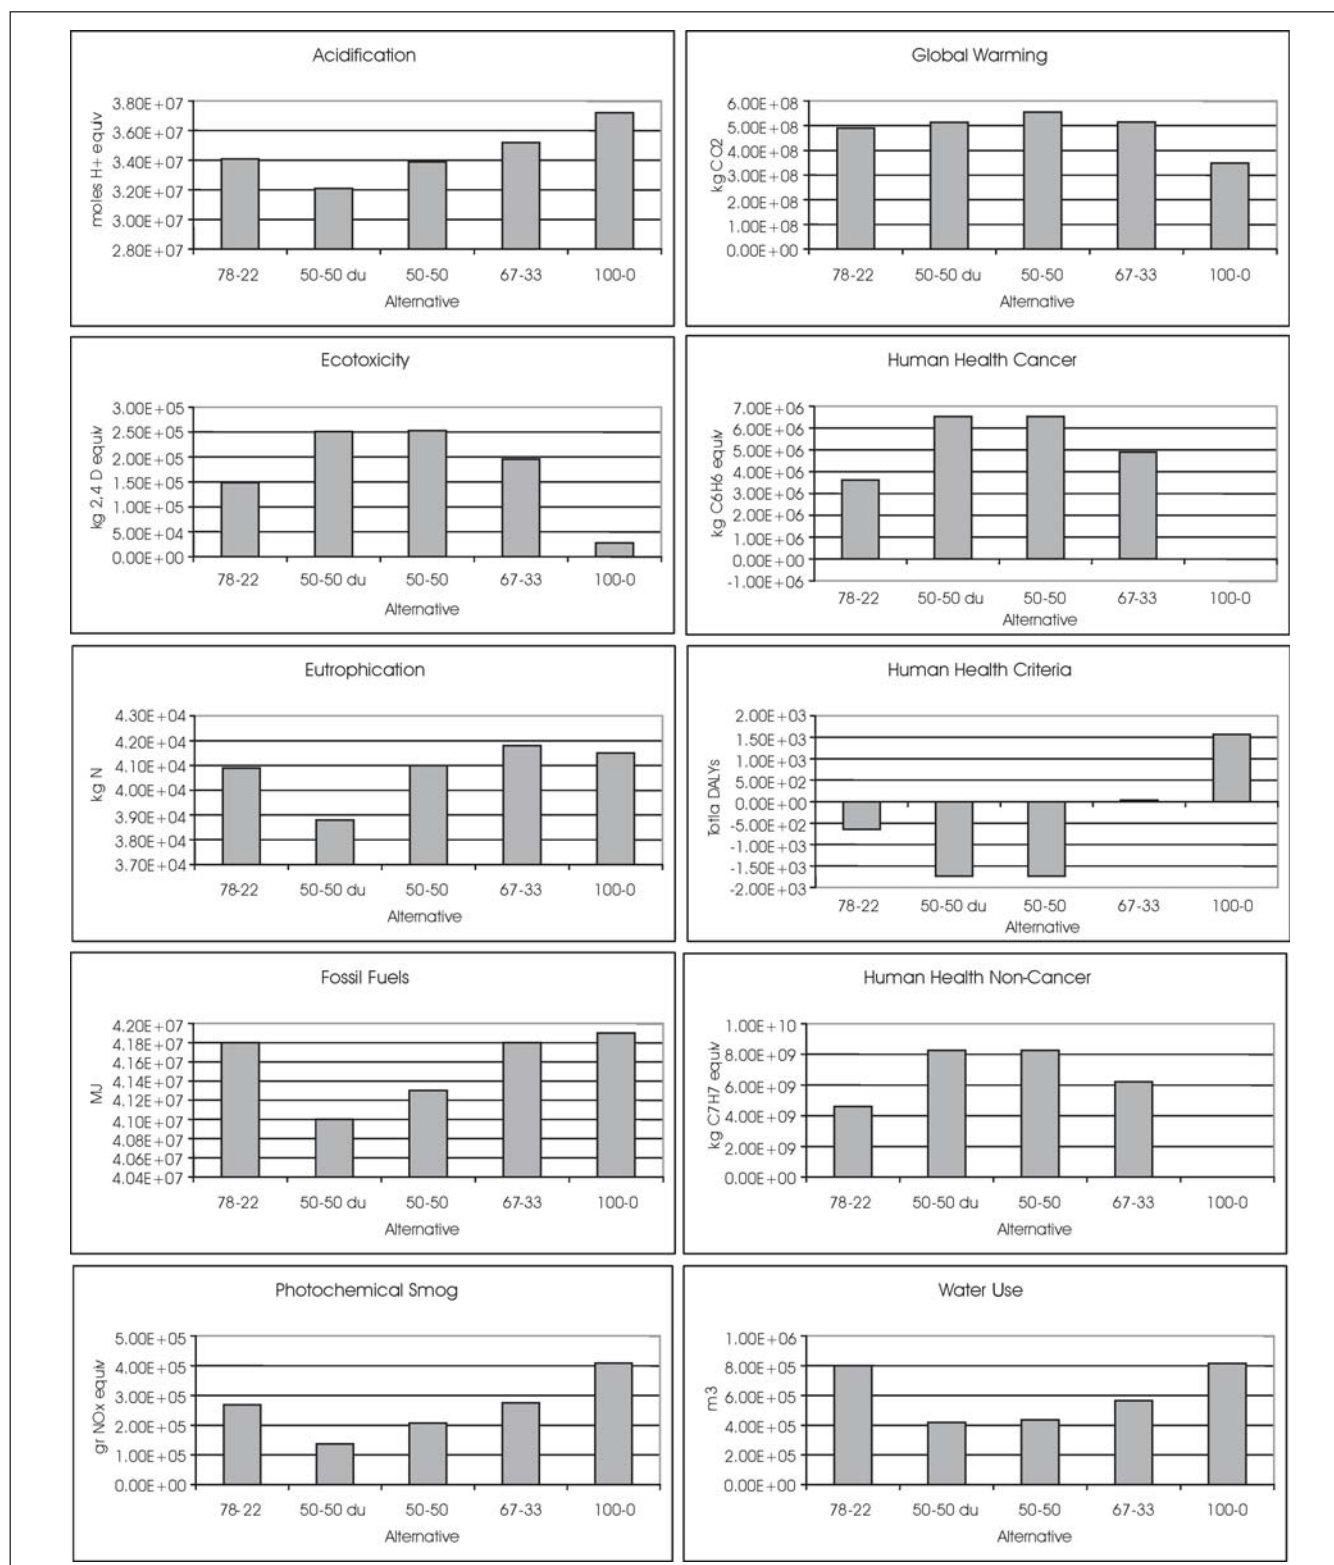 Acidification
moles H+ equiv
3.80E+07
3.60E+07
3.40E+07
3.20E+07
3.00E+07
2.80E+07
78-22 50-50 du 50-50 67-33 100-0
Alternative
Global Warming
kg CO2
6.00E+08
5.00E+08
4.00E+08
3.00E+08
2.00E+08
1.00E+08
0.00E+00
78-22 50-50 du 50-50 67-33 100-0
Alternative
Ecotoxicity
kg 2,4 D equiv
3.00E+05
2.50E+05
2.00E+05
1.50E+05
1.00E+05
5.00E+04
0.00E+00
78-22 50-50 du 50-50 67-33 100-0
Alternative
Human Health Cancer
kg C6H6 equiv
7.00E+06
6.00E+06
5.00E+06
4.00E+06
3.00E+06
2.00E+06
1.00E+06
0.00E+00
-1.00E+06
78-22 50-50 du 50-50 67-33 100-0
Alternative
Eutrophication
kg N
4.30E+04
4.20E+04
4.10E+04
4.00E+04
3.90E+04
3.80E+04
3.70E+04
78-22 50-50 du 50-50 67-33 100-0
Alternative
Human Health Criteria
Totla DALYs
2.00E+03
1.50E+03
1.00E+03
5.00E+02
0.00E+00
-5.00E+02
-1.00E+03
-1.50E+03
-2.00E+03
78-22 50-50 du 50-50 67-33 100-0
Alternative
Fossil Fuels
MJ
4.20E+07
4.18E+07
4.16E+07
4.14E+07
4.12E+07
4.10E+07
4.08E+07
4.06E+07
4.04E+07
78-22 50-50 du 50-50 67-33 100-0
Alternative
Human Health Non-Cancer
kg C7H7 equiv
1.00E+10
8.00E+09
6.00E+09
4.00E+09
2.00E+09
0.00E+00
78-22 50-50 du 50-50 67-33 100-0
Alternative
Photochemical Smog
gr NOx equiv
5.00E+05
4.00E+05
3.00E+05
2.00E+05
1.00E+05
0.00E+00
78-22 50-50 du 50-50 67-33 100-0
Alternative
Water Use
m3
1.00E+06
8.00E+05
6.00E+05
4.00E+05
2.00E+05
0.00E+00
78-22 50-50 du 50-50 67-33 100-0
Alternative